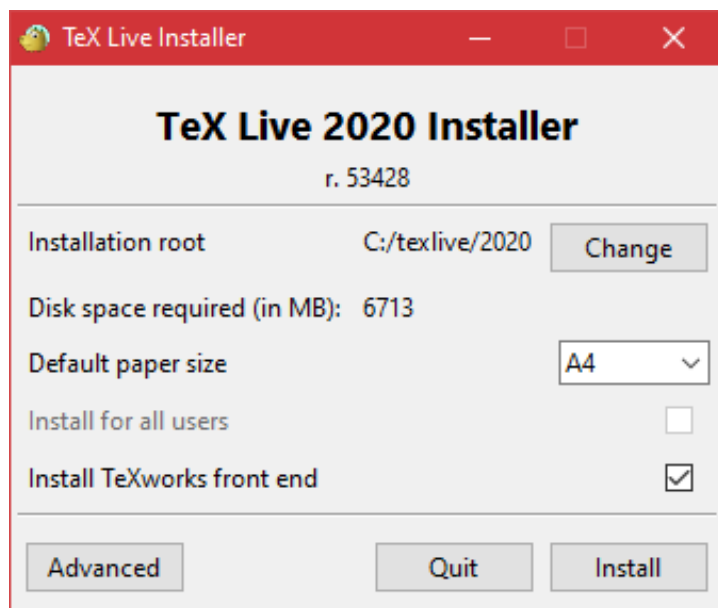 TeX Live Installer
TeX Live 2020 Installer
r. 53428
Installation root C:/texlive/2020 Change
Disk space required (in MB): 6713
Default paper size A4
Install for all users
Install TeXworks front end
Advanced Quit Install